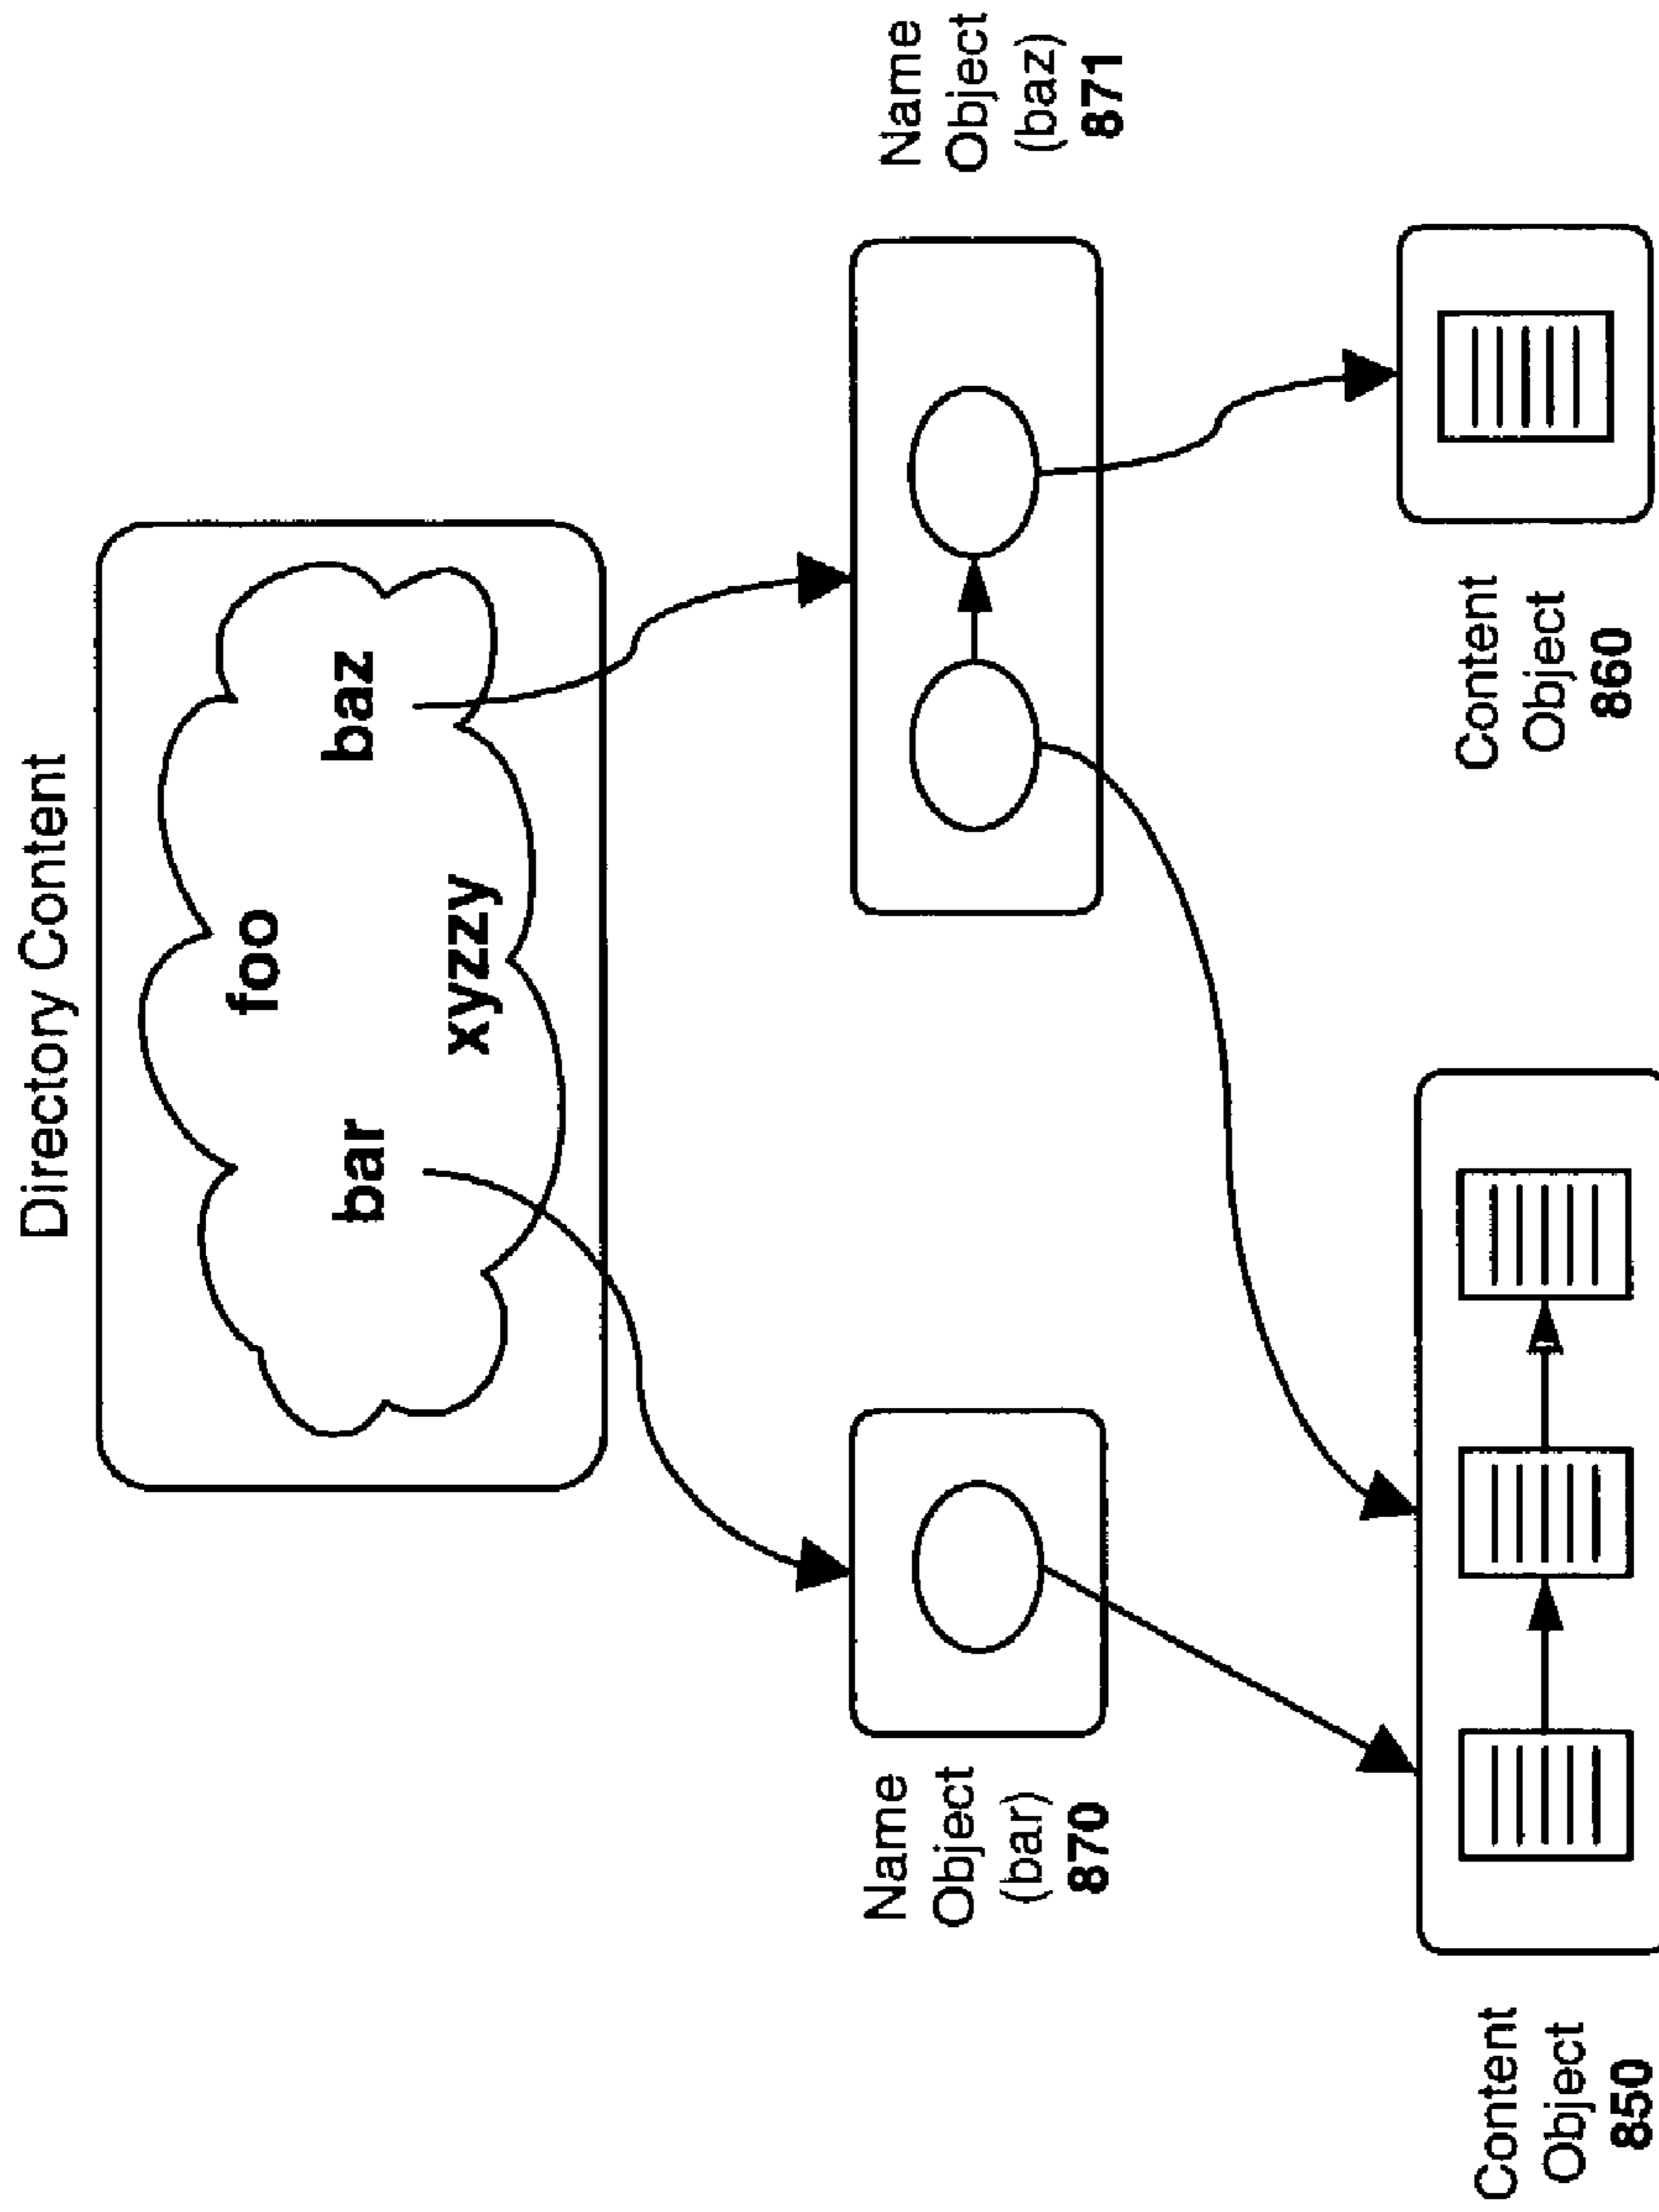 Directory Content
foo
bar
baz
xyzzy
Name
Object
(bar)
870
Name
Object
(baz)
871
Content
Object
850
Content
Object
860